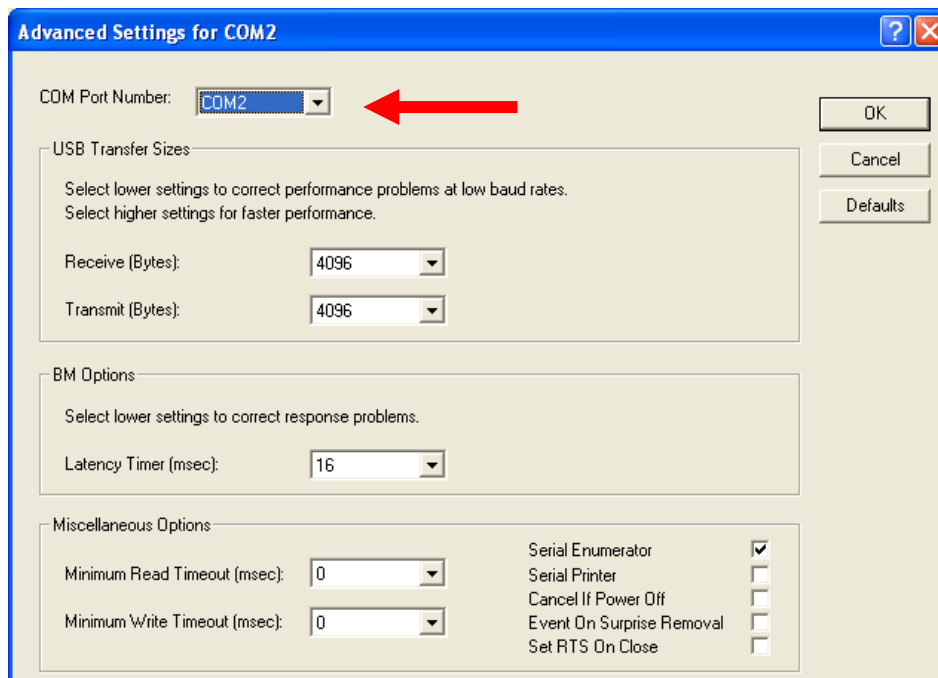 Advanced Settings for COM2
COM Port Number: COM2
OK
USB Transfer Sizes
Cancel
Select lower settings to correct performance problems at low baud rates.
Select higher settings for faster performance.
Defaults
Receive (Bytes): 4096
Transmit (Bytes): 4096
BM Options
Select lower settings to correct response problems.
Latency Timer (msec): 16
Miscellaneous Options
Minimum Read Timeout (msec): 0
Minimum Write Timeout (msec): 0
Serial Enumerator
Serial Printer
Cancel If Power Off
Event On Surprise Removal
Set RTS On Close